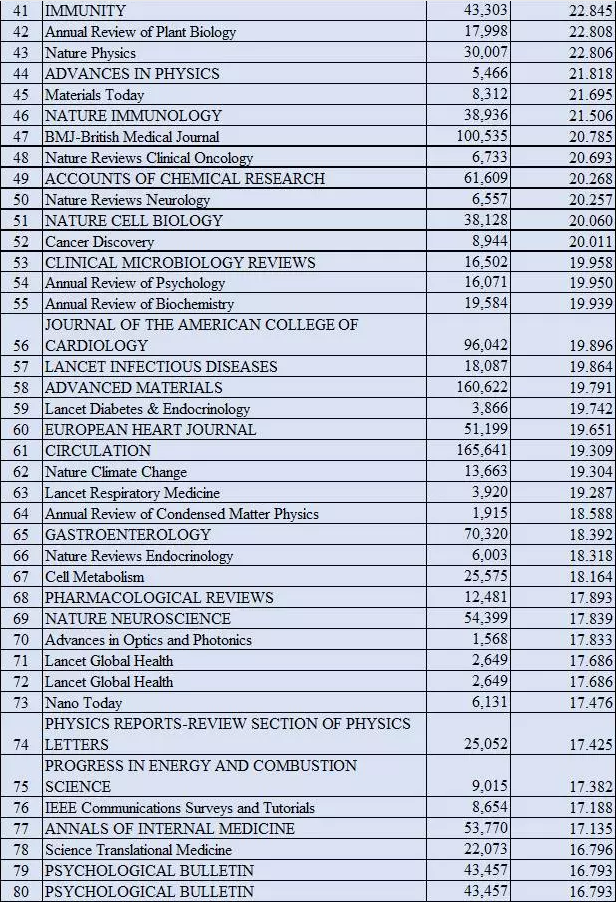 41 IMMUNITY 43,303 22.845
42 Annual Review of Plant Biology 17,998 22.808
43 Nature Physics 30,007 22.806
44 ADVANCES IN PHYSICS 5,466 21.818
45 Materials Today 8,312 21.695
46 NATURE IMMUNOLOGY 38,936 21.506
47 BMJ-British Medical Journal 100,535 20.785
48 Nature Reviews Clinical Oncology 6,733 20.693
49 ACCOUNTS OF CHEMICAL RESEARCH 61,609 20.268
50 Nature Reviews Neurology 6,557 20.257
51 NATURE CELL BIOLOGY 38,128 20.060
52 Cancer Discovery 8,944 20.011
53 CLINICAL MICROBIOLOGY REVIEWS 16,502 19.958
54 Annual Review of Psychology 16,071 19.950
55 Annual Review of Biochemistry 19,584 19.939
JOURNAL OF THE AMERICAN COLLEGE OF
56 CARDIOLOGY 96,042 19.896
57 LANCET INFECTIOUS DISEASES 18,087 19.864
58 ADVANCED MATERIALS 160,622 19.791
59 Lancet Diabetes & Endocrinology 3,866 19.742
60 EUROPEAN HEART JOURNAL 51,199 19.651
61 CIRCULATION 165,641 19.309
62 Nature Climate Change 13,663 19.304
63 Lancet Respiratory Medicine 3,920 19.287
64 Annual Review of Condensed Matter Physics 1,915 18.588
65 GASTROENTEROLOGY 70,320 18.392
66 Nature Reviews Endocrinology 6,003 18.318
67 Cell Metabolism 25,575 18.164
68 PHARMACOLOGICAL REVIEWS 12,481 17.893
69 NATURE NEUROSCIENCE 54,399 17.839
70 Advances in Optics and Photonics 1,568 17.833
71 Lancet Global Health 2,649 17.686
72 Lancet Global Health 2,649 17.686
73 Nano Today 6,131 17.476
PHYSICS REPORTS-REVIEW SECTION OF PHYSICS
74 LETTERS 25,052 17.425
PROGRESS IN ENERGY AND COMBUSTION
75 SCIENCE 9,015 17.382
76 IEEE Communications Surveys and Tutorials 8,654 17.188
77 ANNALS OF INTERNAL MEDICINE 53,770 17.135
78 Science Translational Medicine 22,073 16.796
79 PSYCHOLOGICAL BULLETIN 43,457 16.793
80 PSYCHOLOGICAL BULLETIN 43,457 16.793